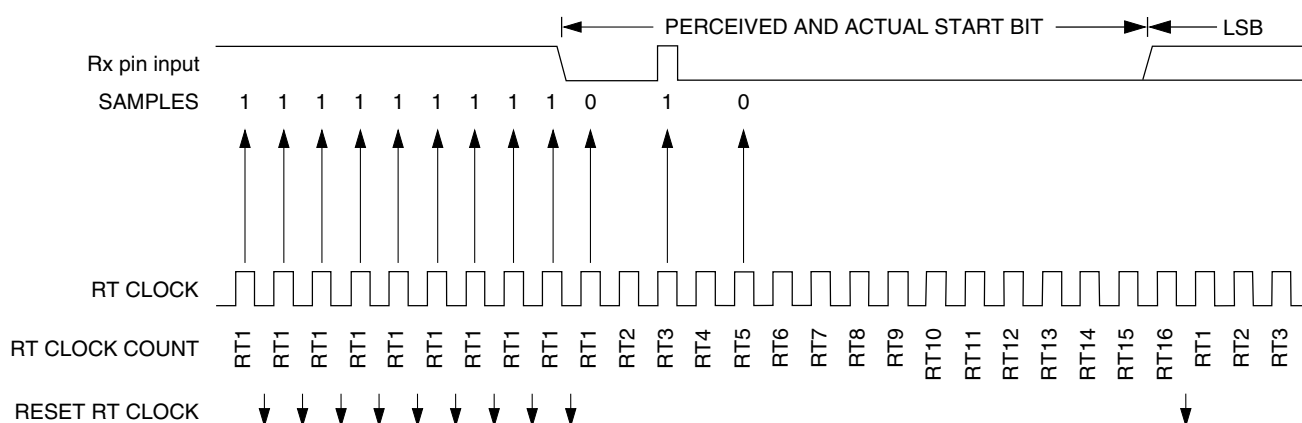 PERCEIVED AND ACTUAL START BIT LSB
Rx pin input
SAMPLES 1 1 1 1 1 1 1 1 1 0 1 0
RT CLOCK
RT CLOCK COUNT RT1 RT1 RT1 RT1 RT1 RT1 RT1 RT1 RT1 RT1 RT2 RT3 RT4 RT5 RT6 RT7 RT8 RT9 RT10 RT11 RT12 RT13 RT14 RT15 RT16 RT1 RT2 RT3
RESET RT CLOCK